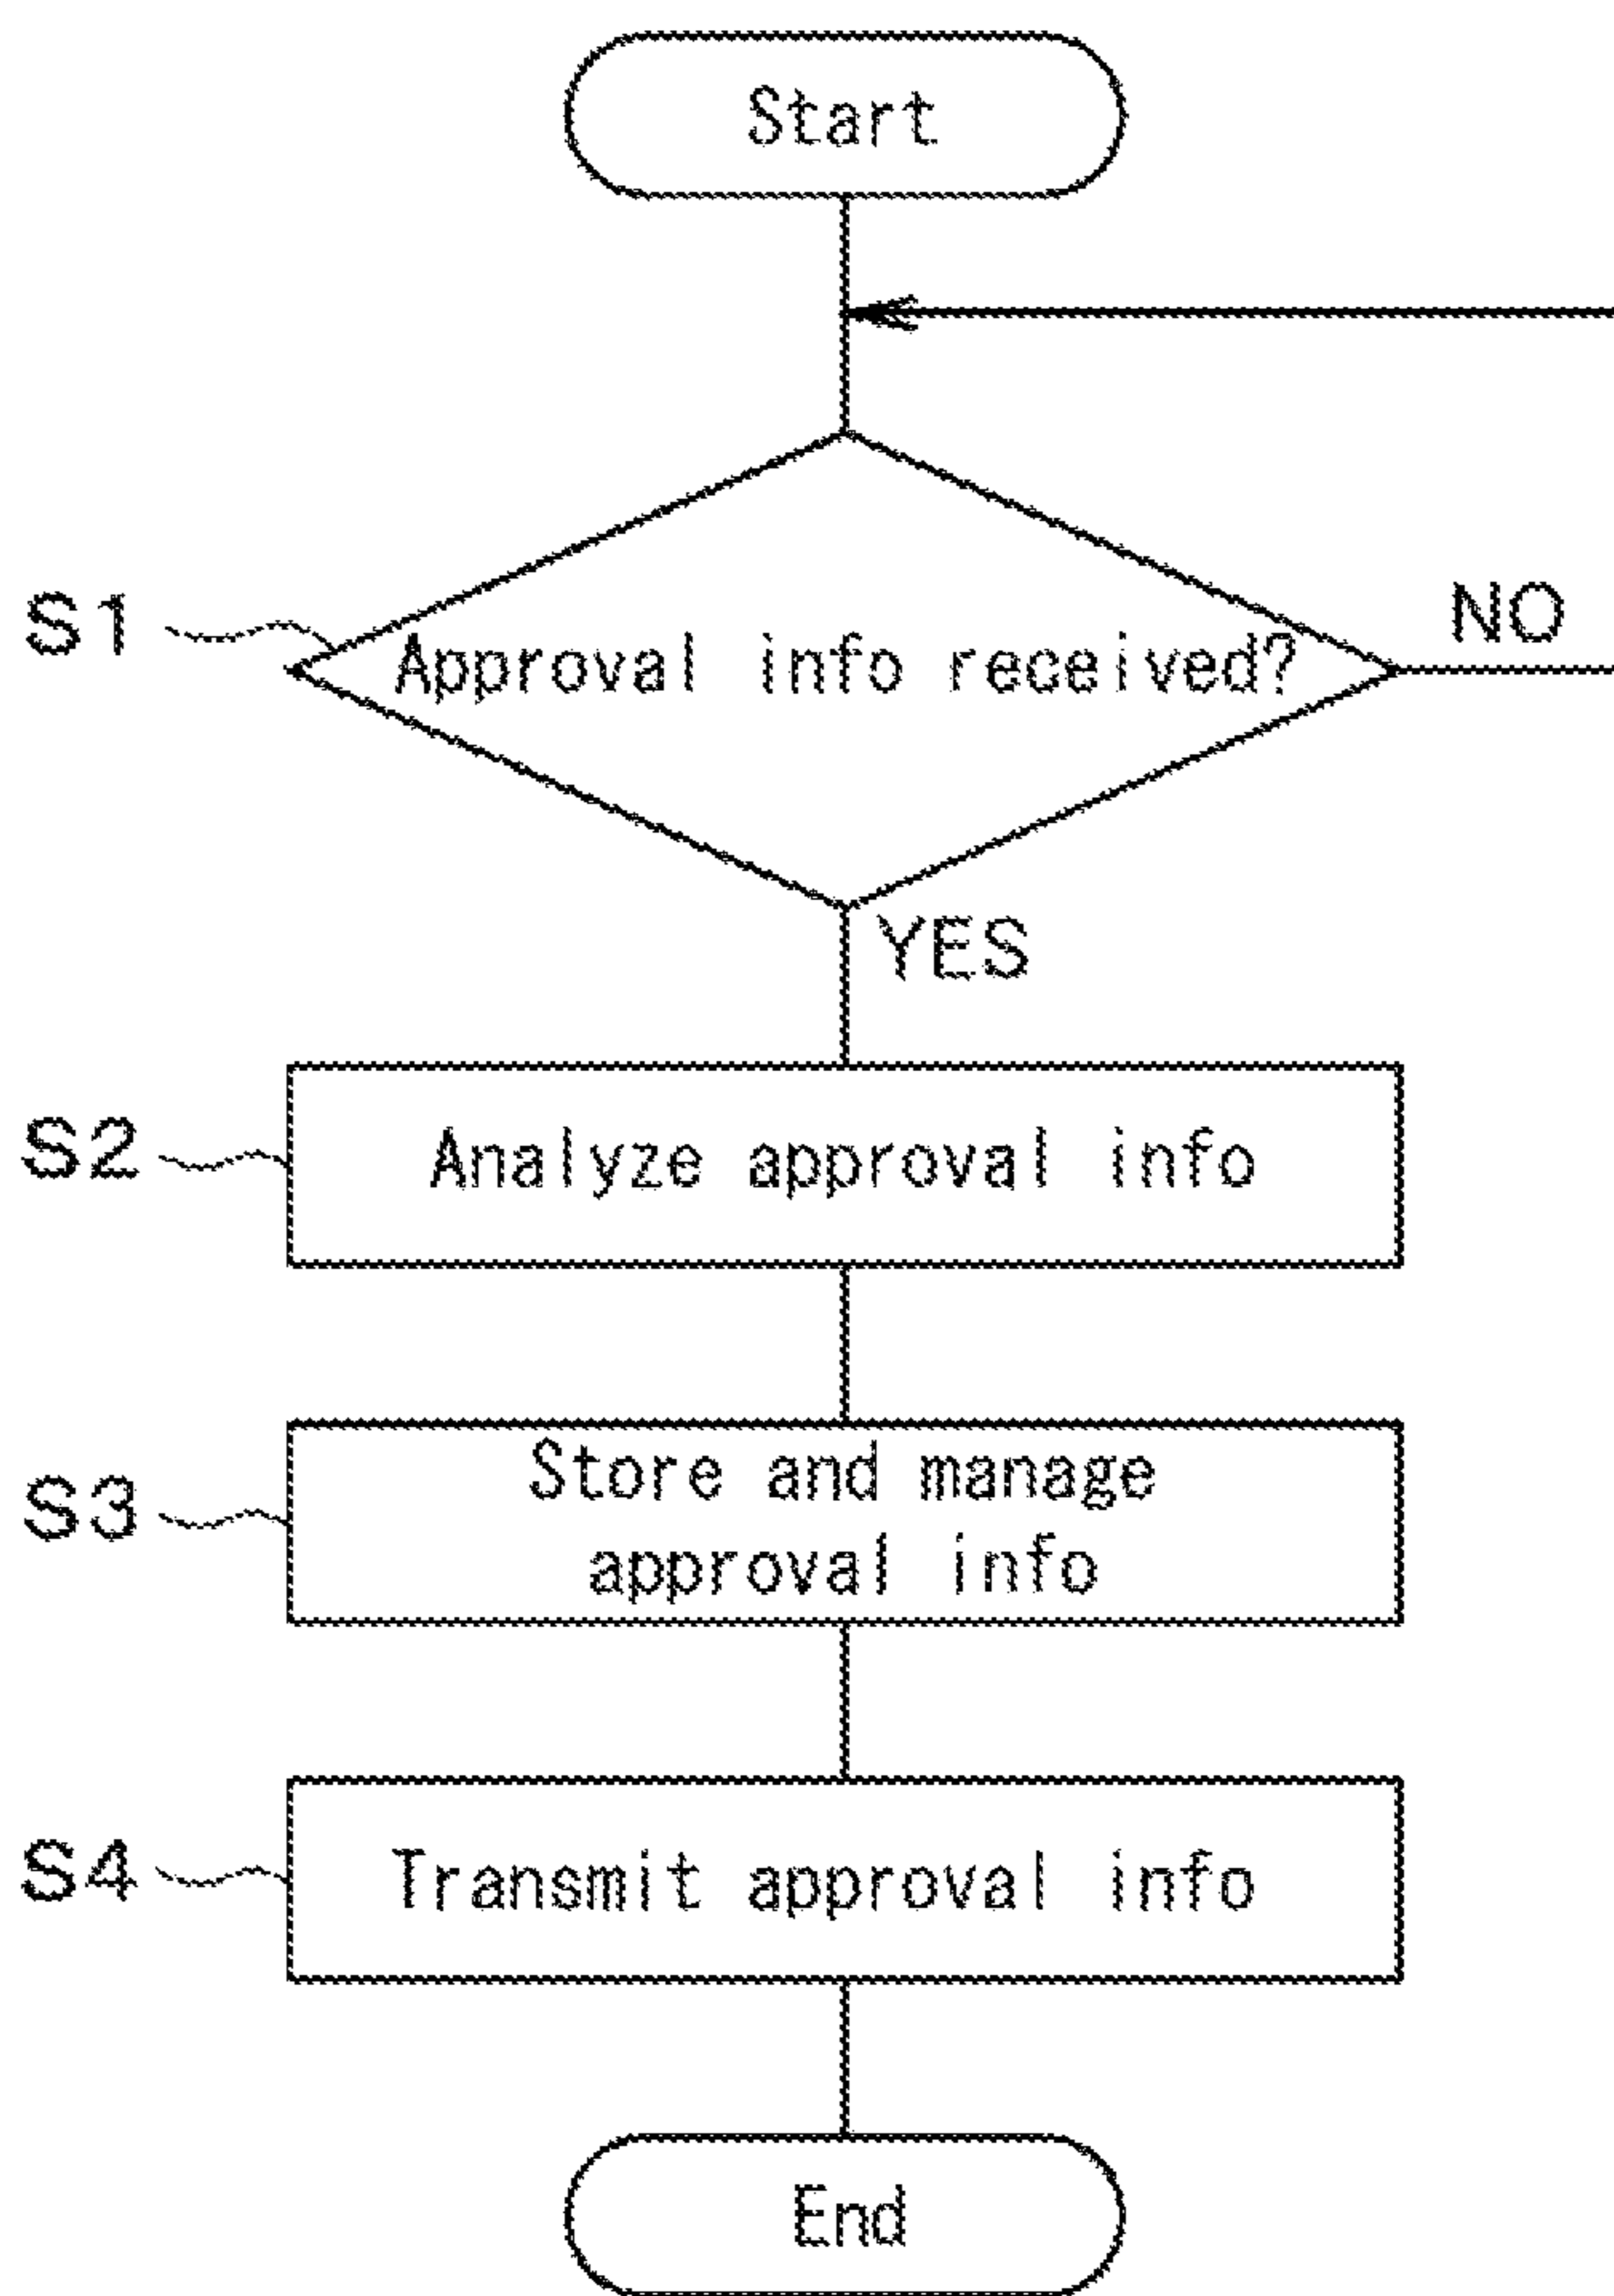 Start
S1
Approval info received?
NO
YES
S2
Analyze approval info
S3
Store and manage
approval info
S4
Transmit approval info
End